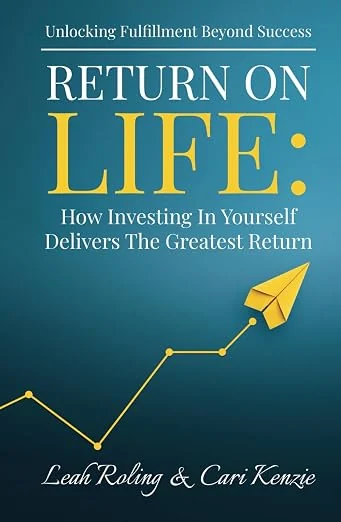 Unlocking Fulfillment Beyond Success
RETURN ON
LIFE:
How Investing In Yourself
Delivers The Greatest Return
Leah Roling & Cari Kenzie